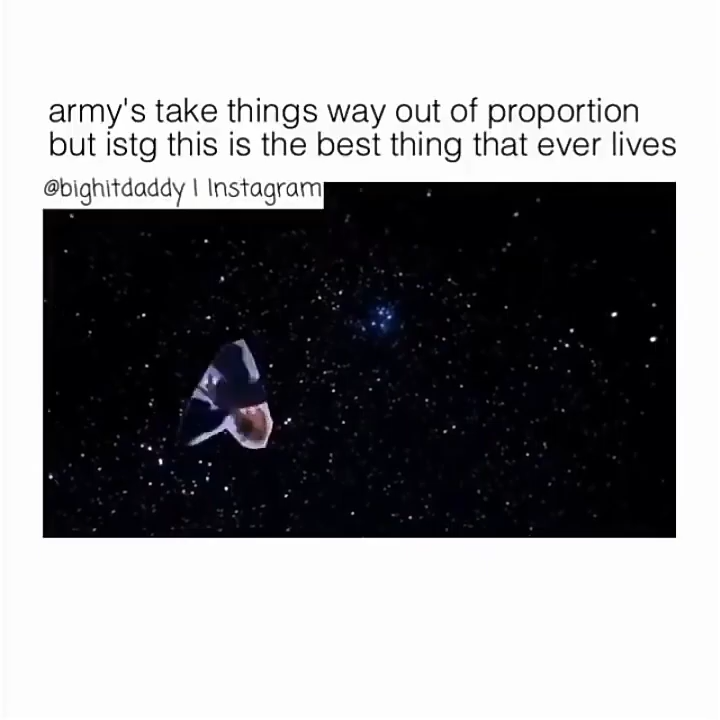 army's take things way out of proportion
but istg this is the best thing that ever lives
@bighitdaddy | Instagram